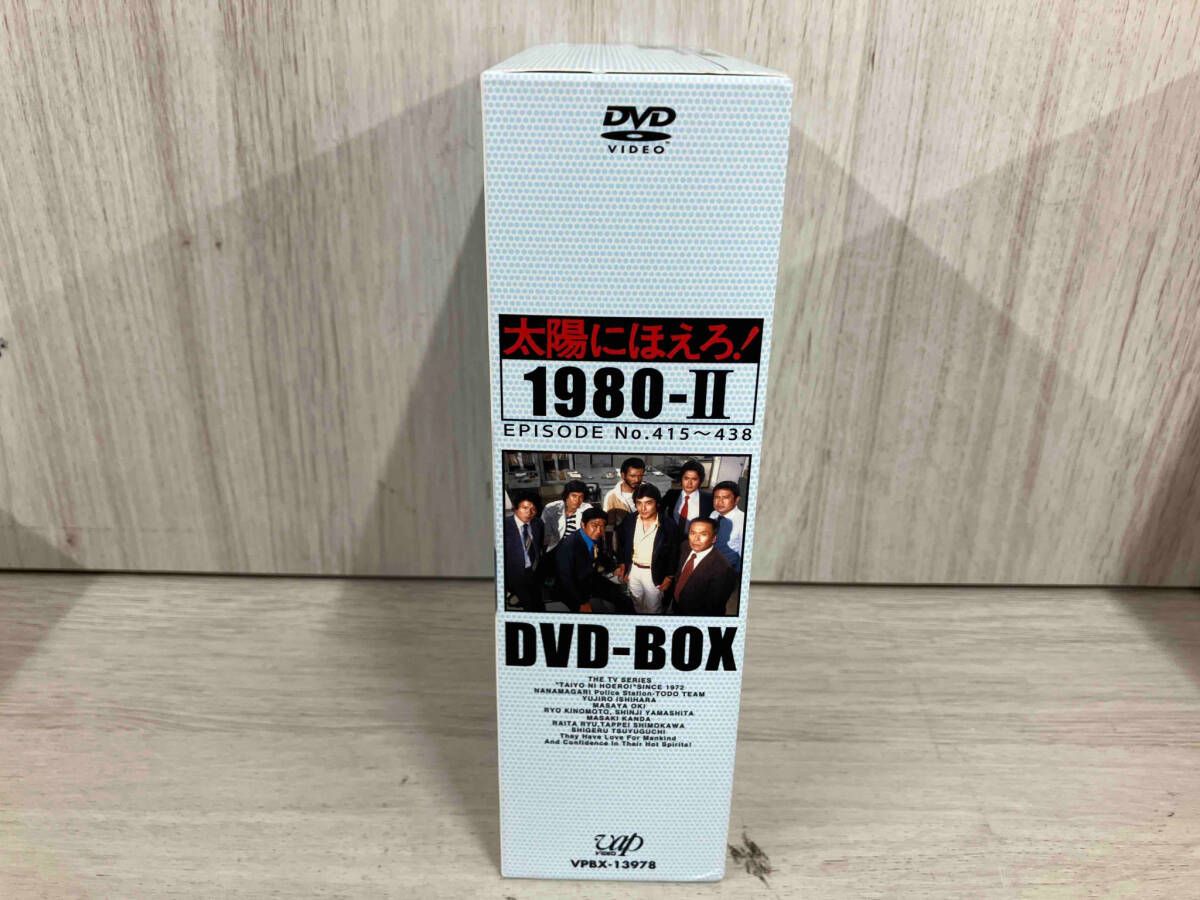 DVD
VIDEO™
太陽にほえろ!
1980-II
EPISODE No.415～438
DVD-BOX
THE TV SERIES
"TAIYO NI HOERO!"SINCE 1972
NANAMAGARI Police Station-TODO TEAM
YUJIRO ISHIHARA
MASAYA OKI
RYO KINOMOTO, SHINJI YAMASHITA
MASAKI KANDA
RAITA RYU,TAPPEI SHIMOKAWA
SHIGERU TSUYUGUCHI
They Have Love For Mankind
And Confidence In Their Hot Spirits!
vap
VIDEO
VPBX-13978